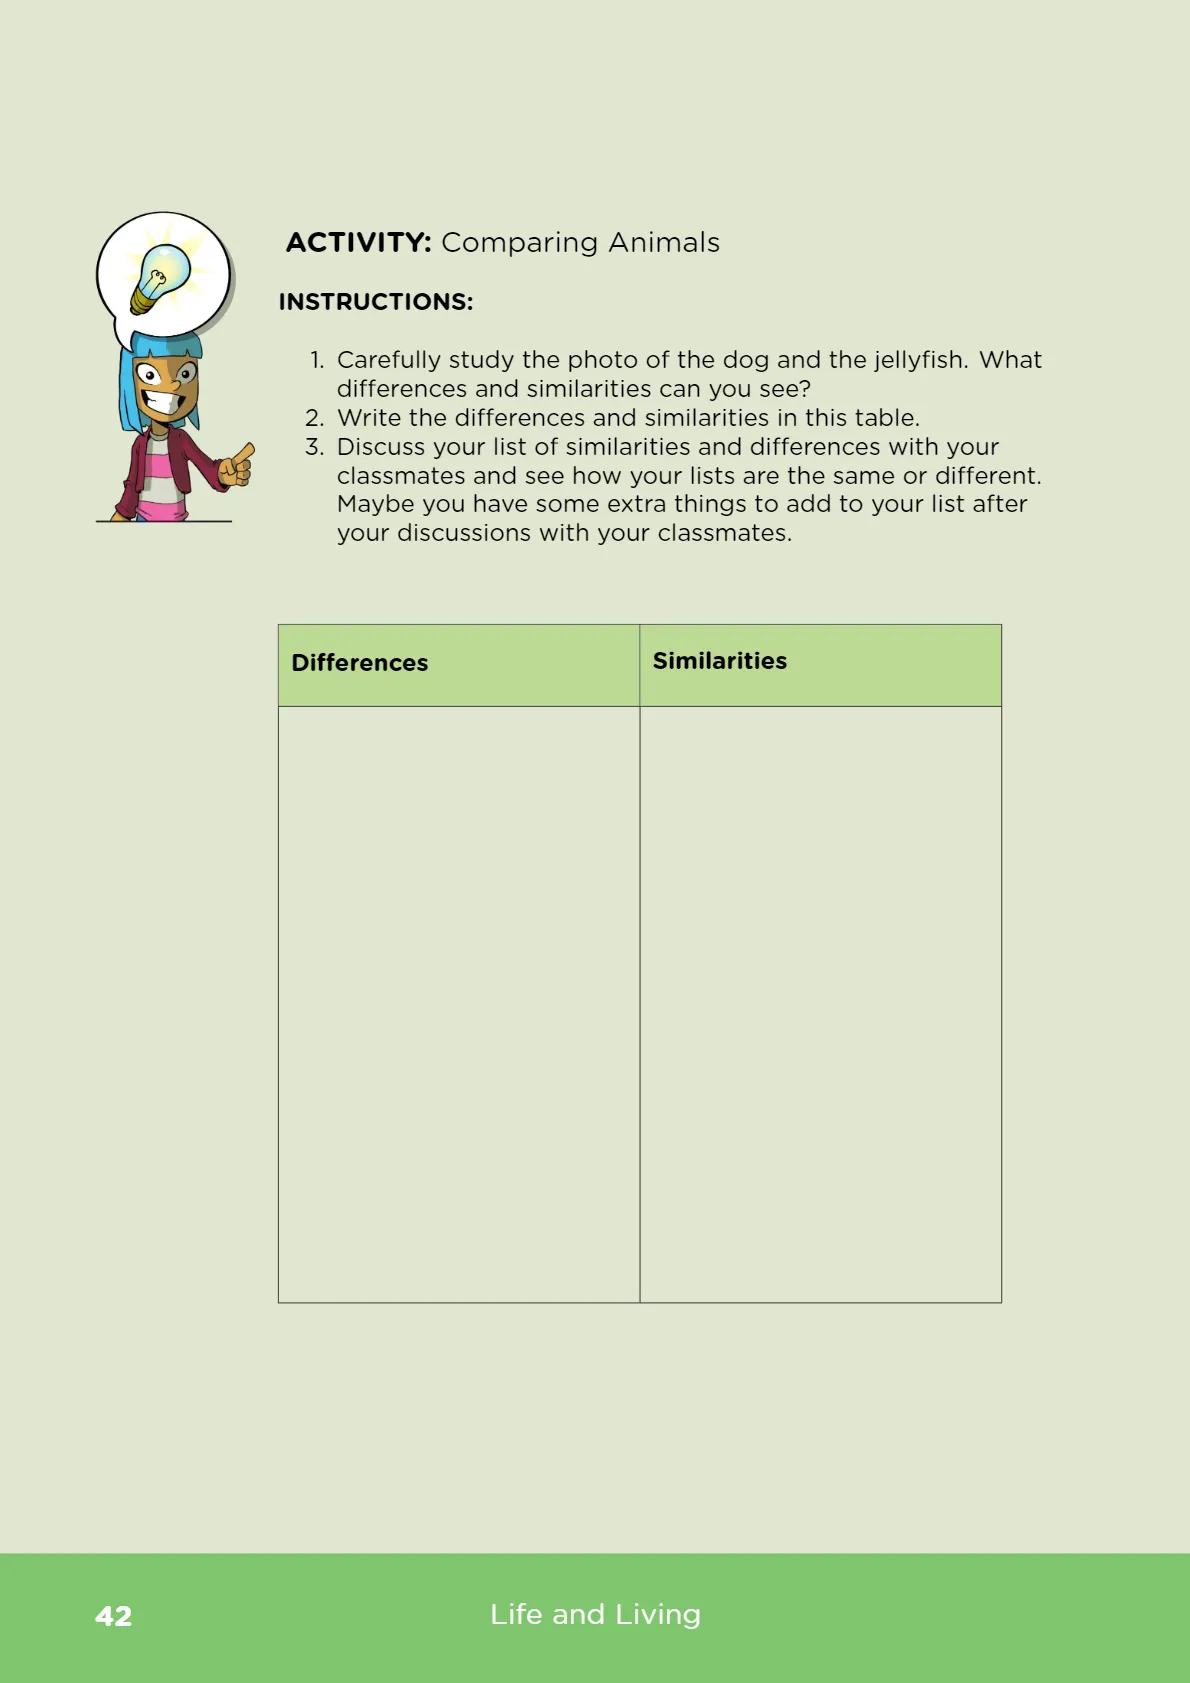 ACTIVITY: Comparing Animals
INSTRUCTIONS:
1. Carefully study the photo of the dog and the jellyfish. What
differences and similarities can you see?
2. Write the differences and similarities in this table.
3. Discuss your list of similarities and differences with your
classmates and see how your lists are the same or different.
Maybe you have some extra things to add to your list after
your discussions with your classmates.
Differences
Similarities
42
Life and Living